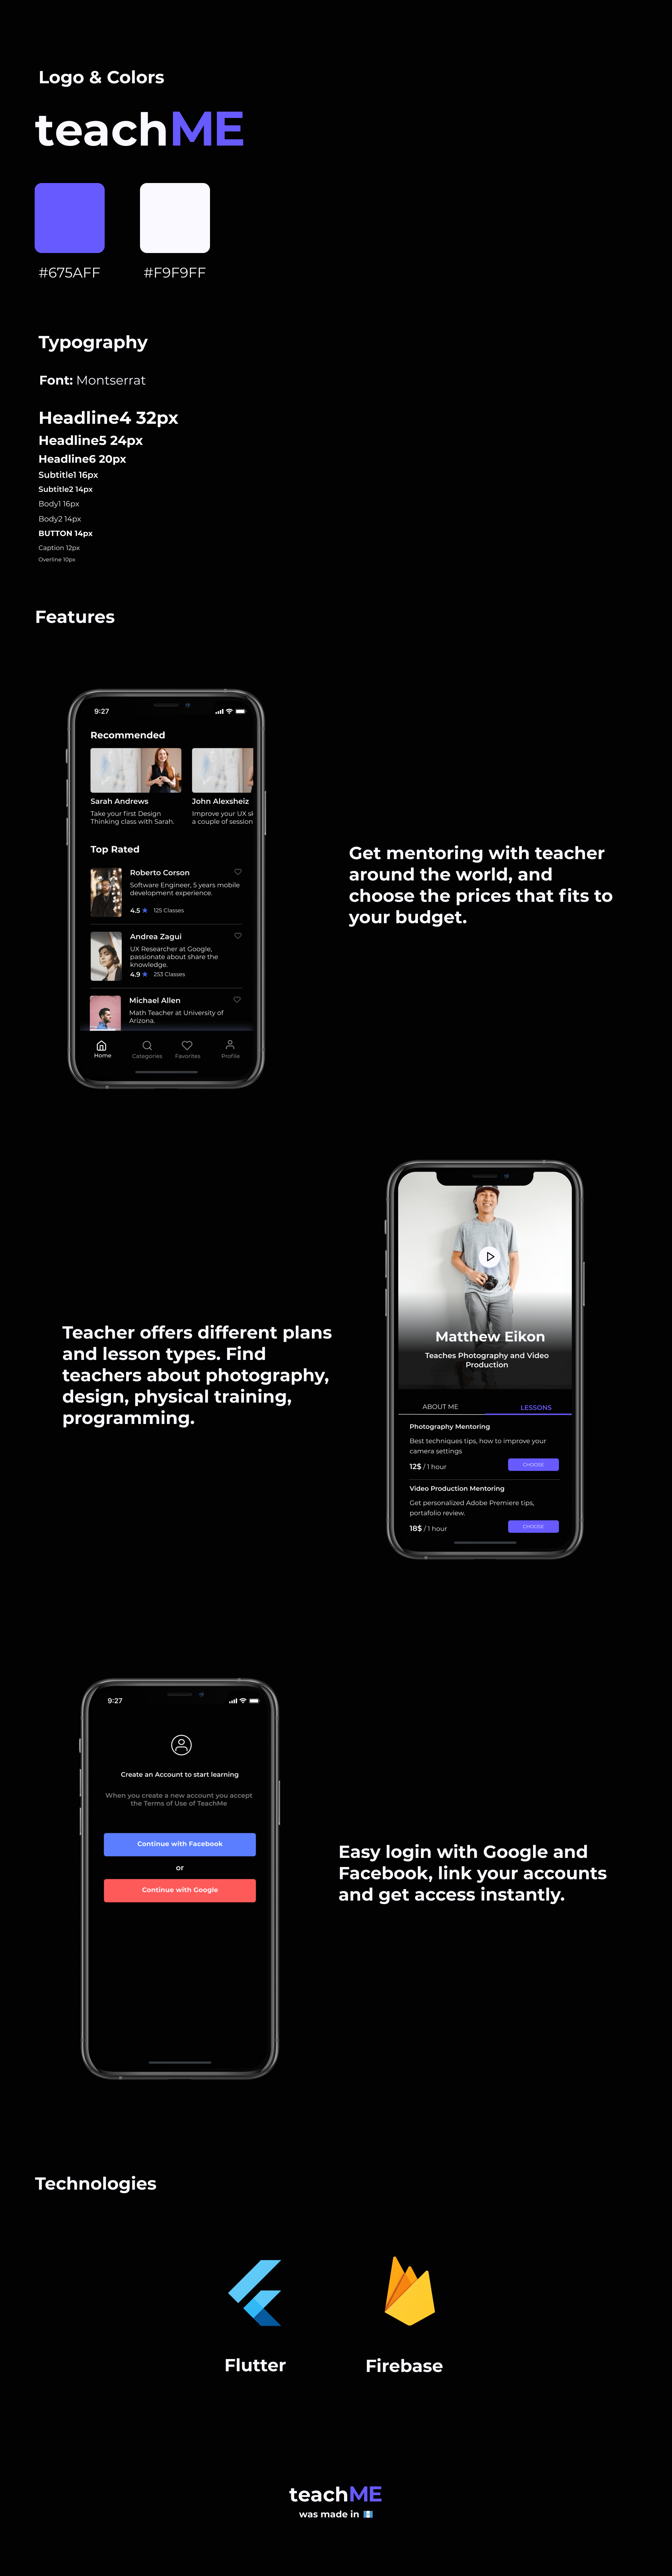 Logo & Colors
teachME
#675AFF
#F9F9FF
Typography
Font: Montserrat
Headline4 32px
Headline5 24px
Headline6 20px
Subtitle1 16px
Subtitle2 14px
Body1 16px
Body2 14px
BUTTON 14px
Caption 12px
Overline 10px
Features
9:27
Recommended
Sarah Andrews
Take your first Design
Thinking class with Sarah.
John Alexsheiz
Improve your UX sk
a couple of session
Top Rated
Roberto Corson
Software Engineer, 5 years mobile
development experience.
4.5 ★ 125 Classes
Andrea Zagui
UX Researcher at Google,
passionate about share the
knowledge.
4.9 ★ 253 Classes
Michael Allen
Math Teacher at University of
Arizona.
Home
Categories
Favorites
Profile
Get mentoring with teacher
around the world, and
choose the prices that fits to
your budget.
Teacher offers different plans
and lesson types. Find
teachers about photography,
design, physical training,
programming.
Matthew Eikon
Teaches Photography and Video
Production
ABOUT ME
LESSONS
Photography Mentoring
Best techniques tips, how to improve your
camera settings
12$ / 1 hour
CHOOSE
Video Production Mentoring
Get personalized Adobe Premiere tips,
portafolio review.
18$ / 1 hour
CHOOSE
9:27
Create an Account to start learning
When you create a new account you accept
the Terms of Use of TeachMe
Continue with Facebook
or
Continue with Google
Easy login with Google and
Facebook, link your accounts
and get access instantly.
Technologies
Flutter
Firebase
teachME
was made in 🇬🇹